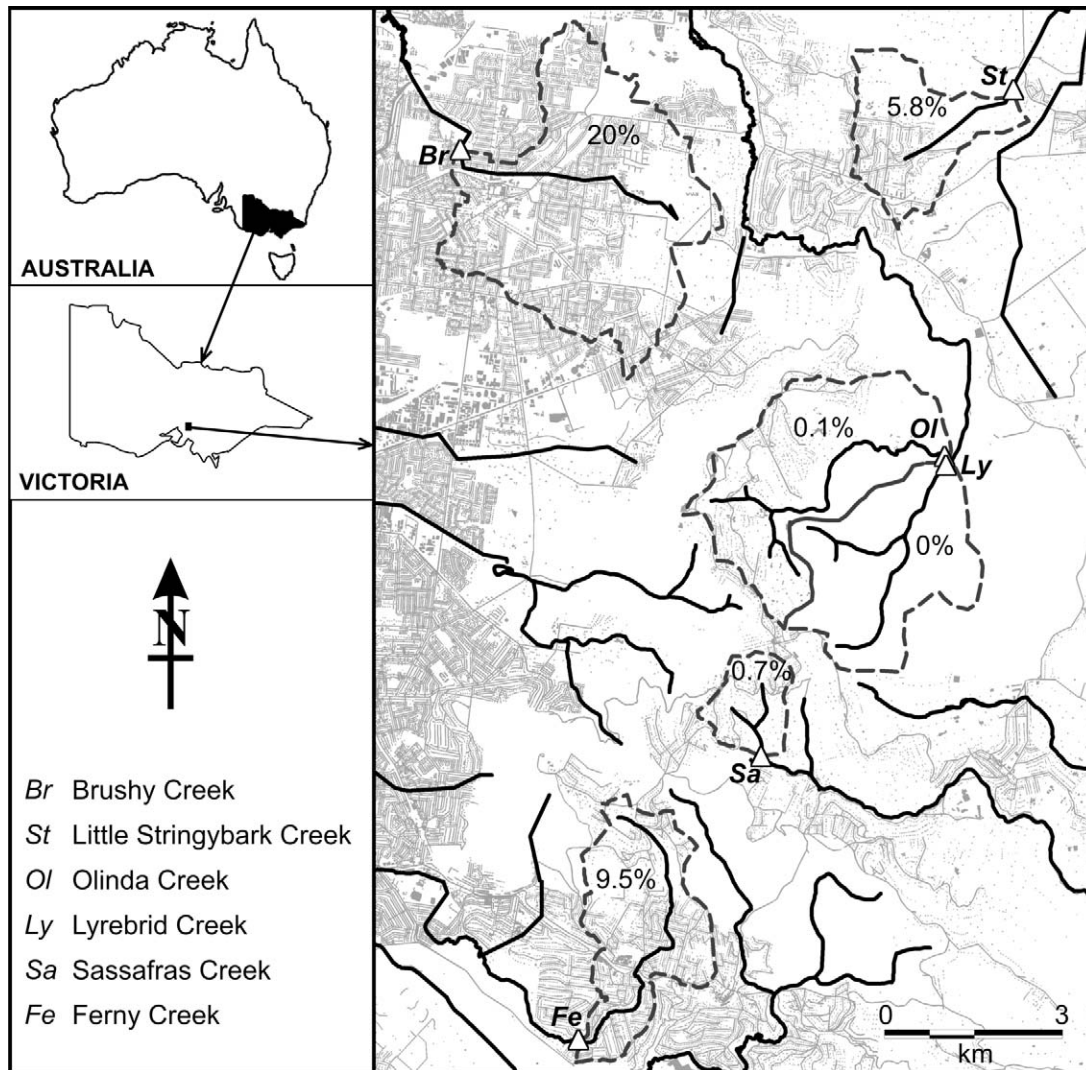 AUSTRALIA
VICTORIA
N
Br Brushy Creek
St Little Stringybark Creek
Ol Olinda Creek
Ly Lyrebrid Creek
Sa Sassafras Creek
Fe Ferny Creek
St
5.8%
20%
Br
0.1%
Ol
Ly
0%
0.7%
Sa
9.5%
Fe
0 3
km